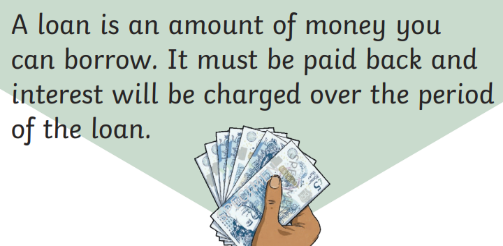 A loan is an amount of money you
can borrow. It must be paid back and
interest will be charged over the period
of the loan.
5